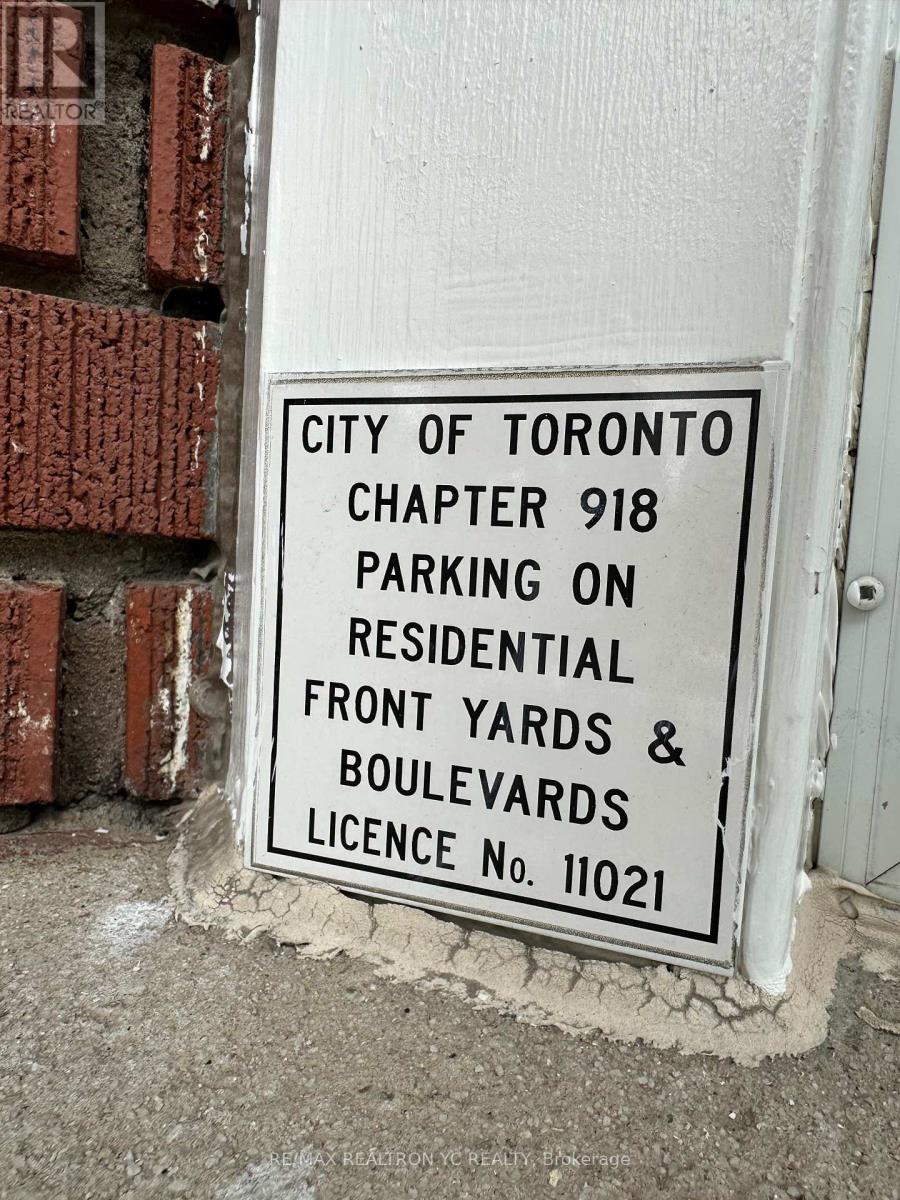 REALTOR
CITY OF TORONTO
CHAPTER 918
PARKING ON
RESIDENTIAL
FRONT YARDS &
BOULEVARDS
LICENCE No. 11021
RE/MAX REALTRON YC REALTY, Brokerage